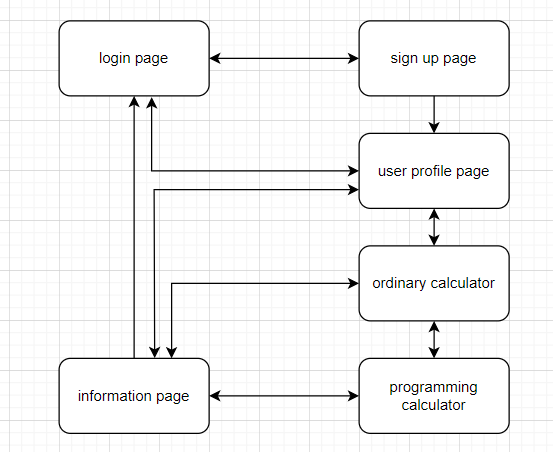 login page
sign up page
user profile page
ordinary calculator
information page
programming
calculator